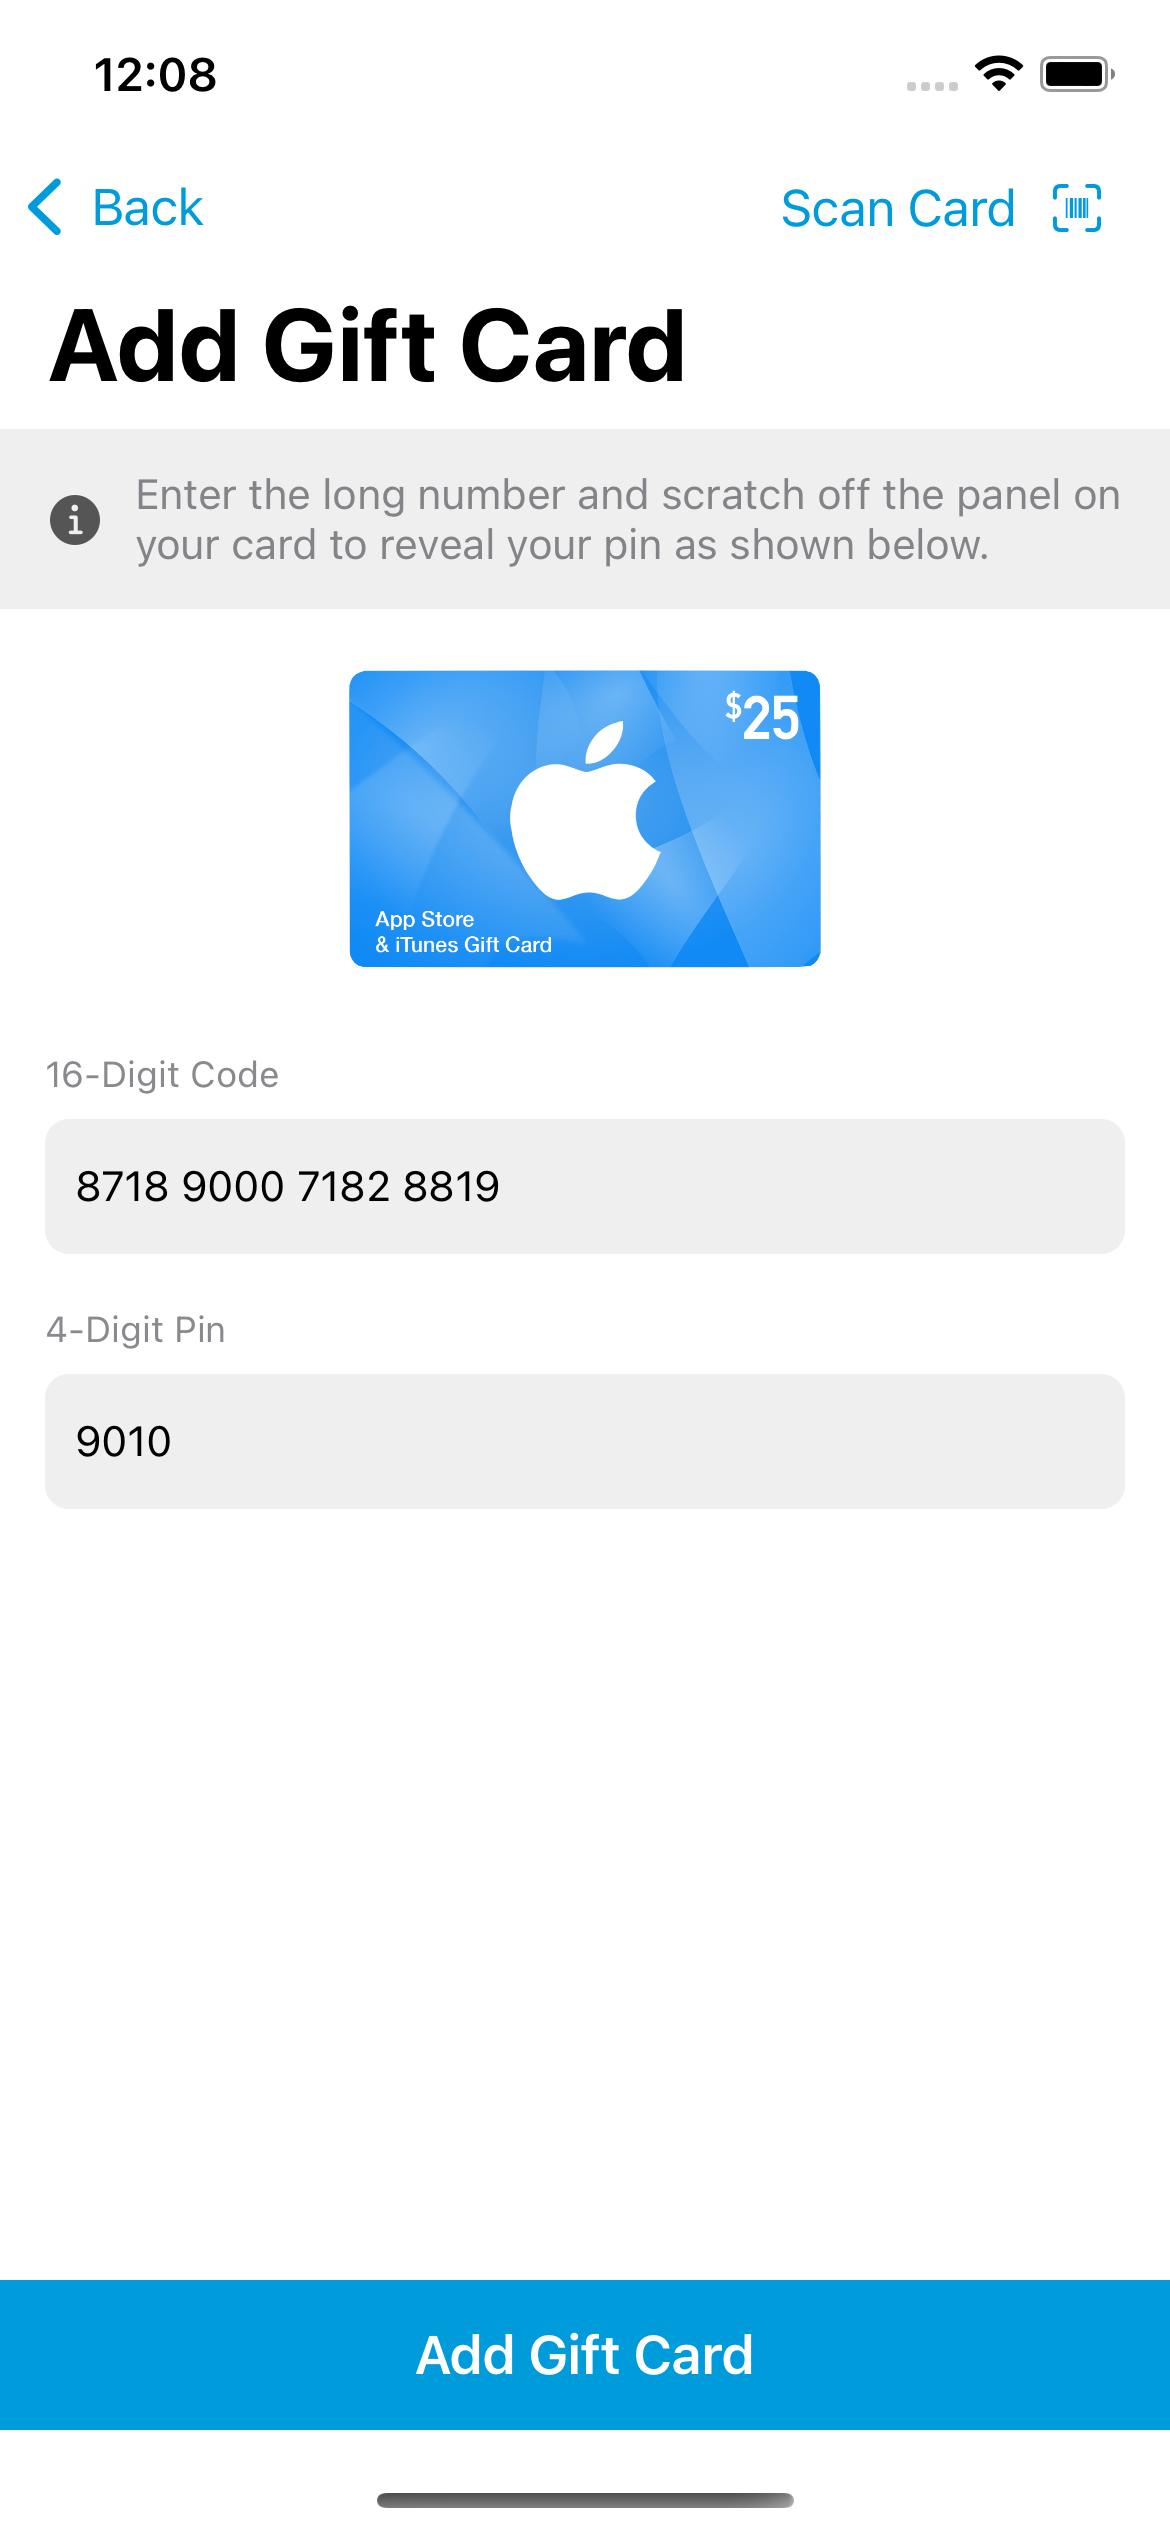 12:08
Back
Scan Card
Add Gift Card
Enter the long number and scratch off the panel on
your card to reveal your pin as shown below.
$25
App Store
& iTunes Gift Card
16-Digit Code
8718 9000 7182 8819
4-Digit Pin
9010
Add Gift Card